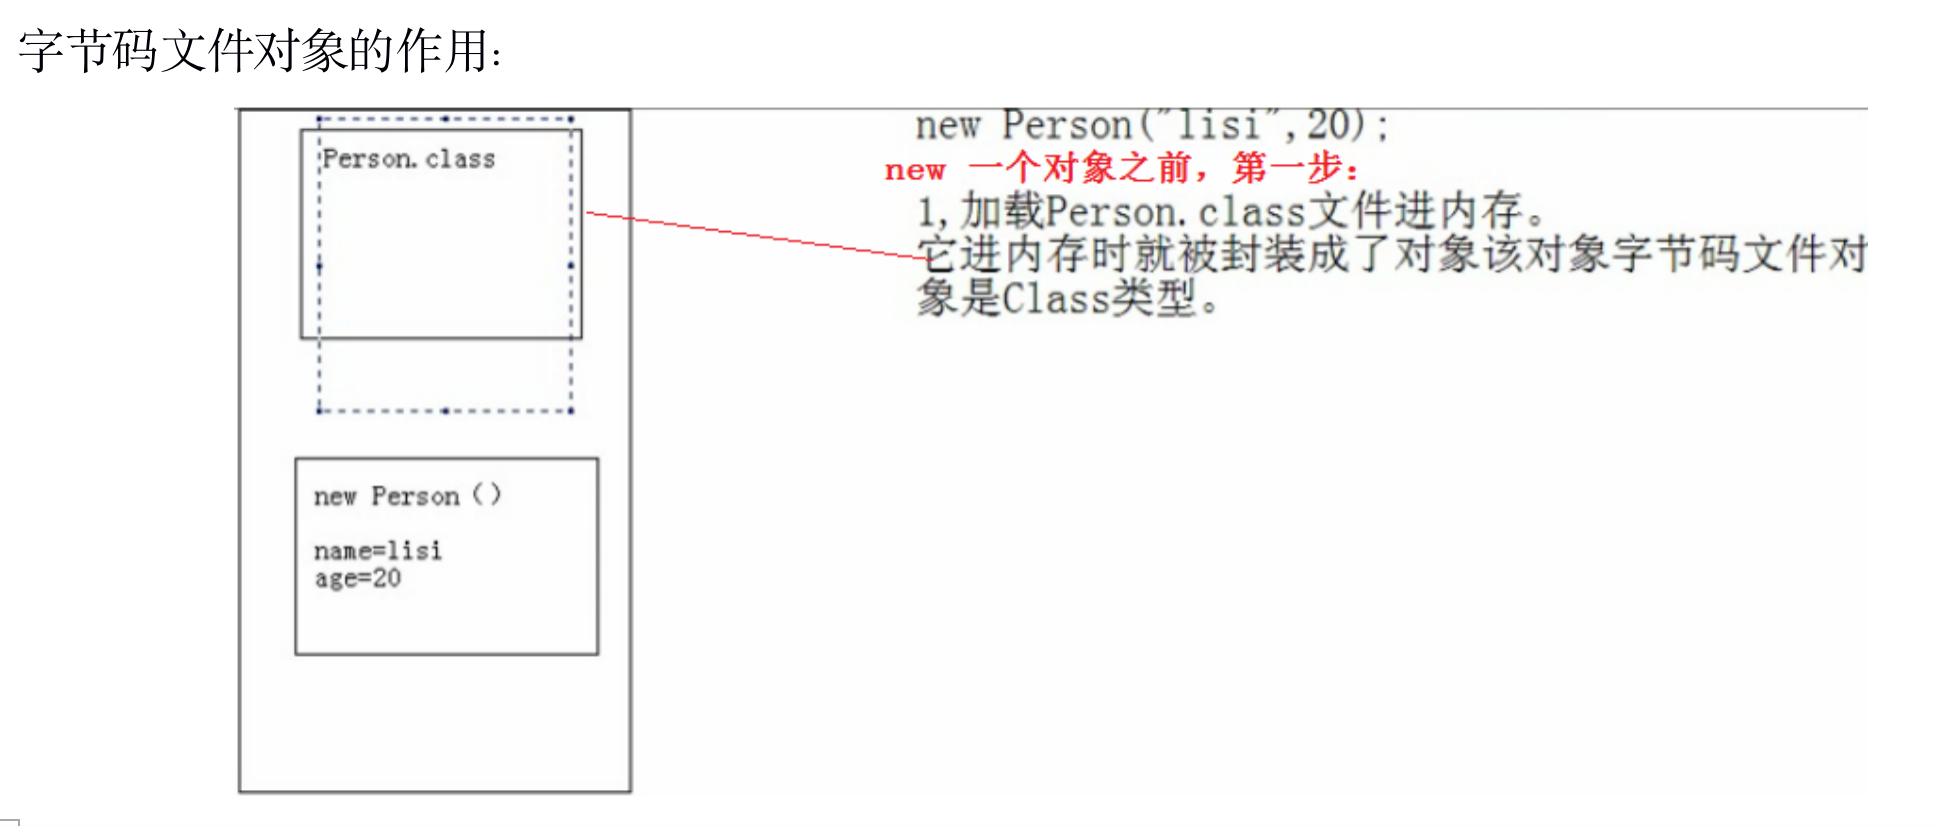 字节码文件对象的作用：
Person.class
new Person（）
name=lisi
age=20
new Person("lisi",20);
new 一个对象之前，第一步：
1,加载Person.class文件进内存。
它进内存时就被封装成了对象该对象字节码文件对
象是Class类型。